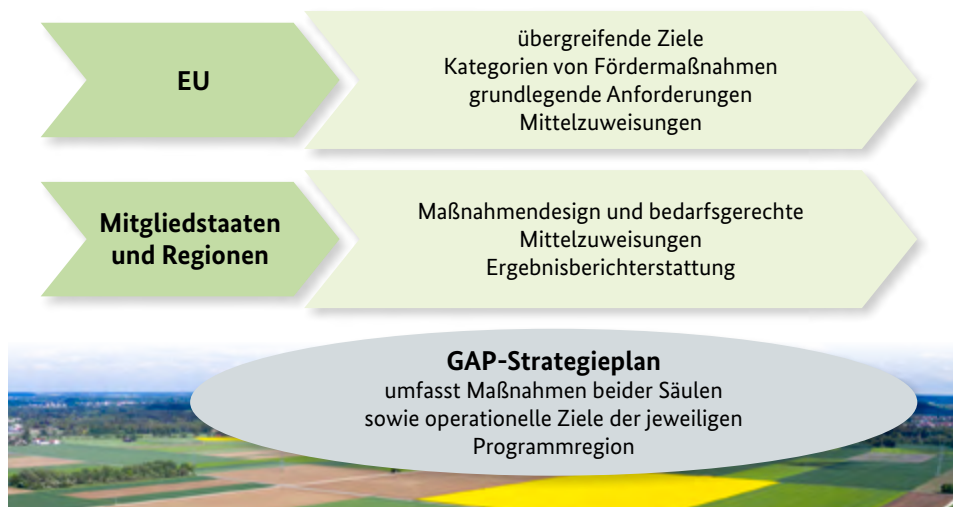 EU
übergreifende Ziele
Kategorien von Fördermaßnahmen
grundlegende Anforderungen
Mittelzuweisungen
Mitgliedstaaten
und Regionen
Maßnahmendesign und bedarfsgerechte
Mittelzuweisungen
Ergebnisberichterstattung
GAP-Strategieplan
umfasst Maßnahmen beider Säulen
sowie operationelle Ziele der jeweiligen
Programmregion